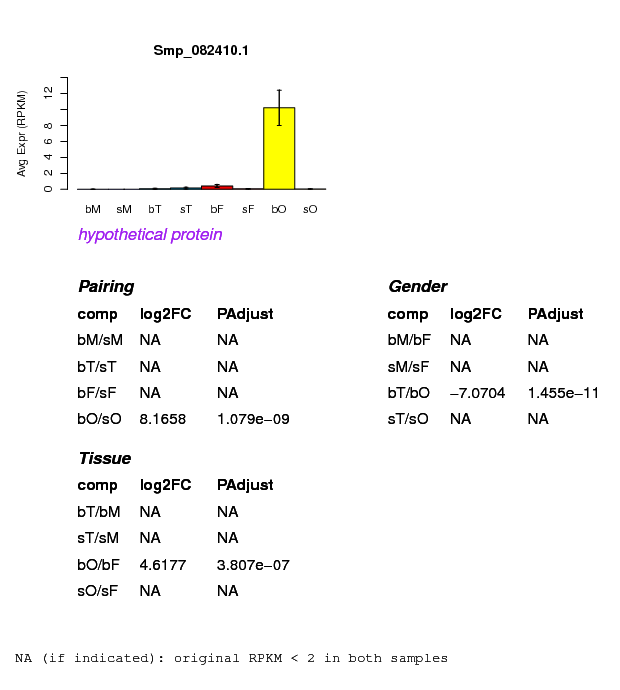 Smp_082410.1
Avg Expr (RPKM)
12
8
6
4
2
0
bM sM bT sT bF sF bO sO
hypothetical protein
Pairing
comp log2FC PAdjust
bM/sM NA NA
bT/sT NA NA
bF/sF NA NA
bO/sO 8.1658 1.079e−09
Gender
comp log2FC PAdjust
bM/bF NA NA
sM/sF NA NA
bT/bO −7.0704 1.455e−11
sT/sO NA NA
Tissue
comp log2FC PAdjust
bT/bM NA NA
sT/sM NA NA
bO/bF 4.6177 3.807e−07
sO/sF NA NA
NA (if indicated): original RPKM < 2 in both samples